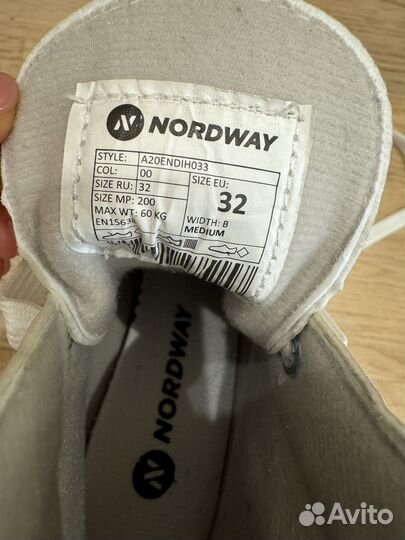 NORDWAY
STYLE: A20ENDIH033
COL: 00
SIZE RU: 32
SIZE MP: 200
MAX WT: 60 KG
SIZE EU:
32
WIDTH: B
MEDIUM
NORDWAY
Avito